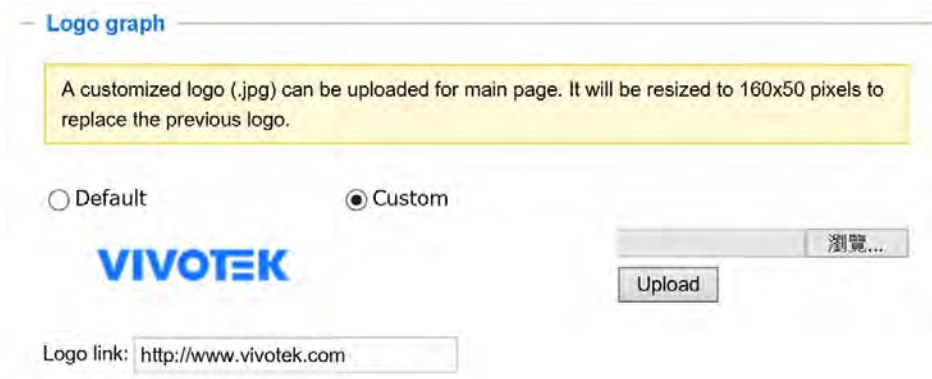 Logo graph
A customized logo (.jpg) can be uploaded for main page. It will be resized to 160x50 pixels to
replace the previous logo.
Default Custom
VIVOTEK 瀏覽...
Upload
Logo link: http://www.vivotek.com